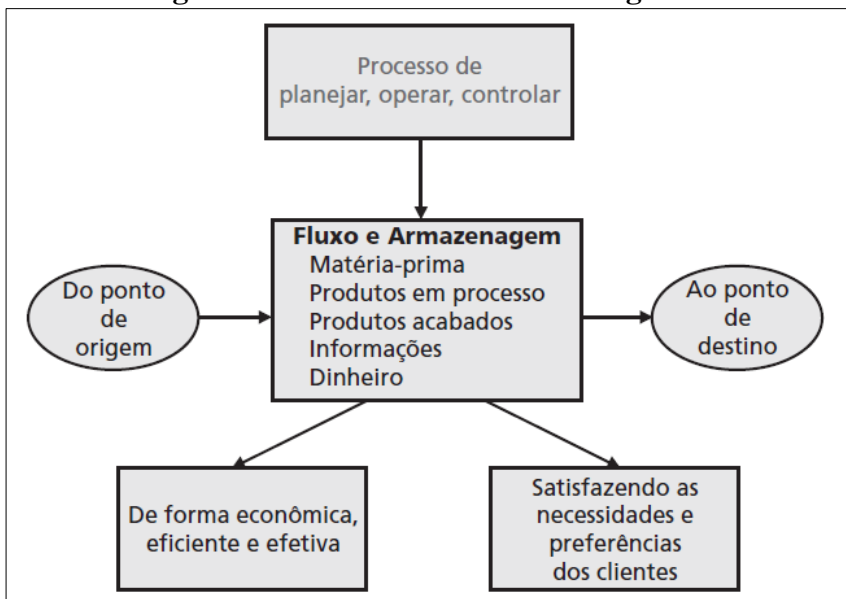 Processo de
planejar, operar, controlar
Fluxo e Armazenagem
Matéria-prima
Produtos em processo
Produtos acabados
Informações
Dinheiro
Do ponto
de
origem
Ao ponto
de
destino
De forma econômica,
eficiente e efetiva
Satisfazendo as
necessidades e
preferências
dos clientes